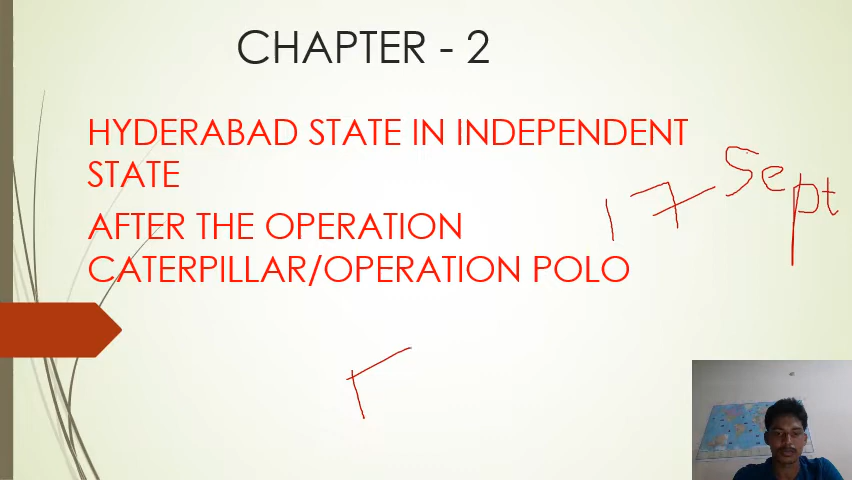 CHAPTER - 2
HYDERABAD STATE IN INDEPENDENT
STATE
AFTER THE OPERATION
CATERPILLAR/OPERATION POLO
17 Sept